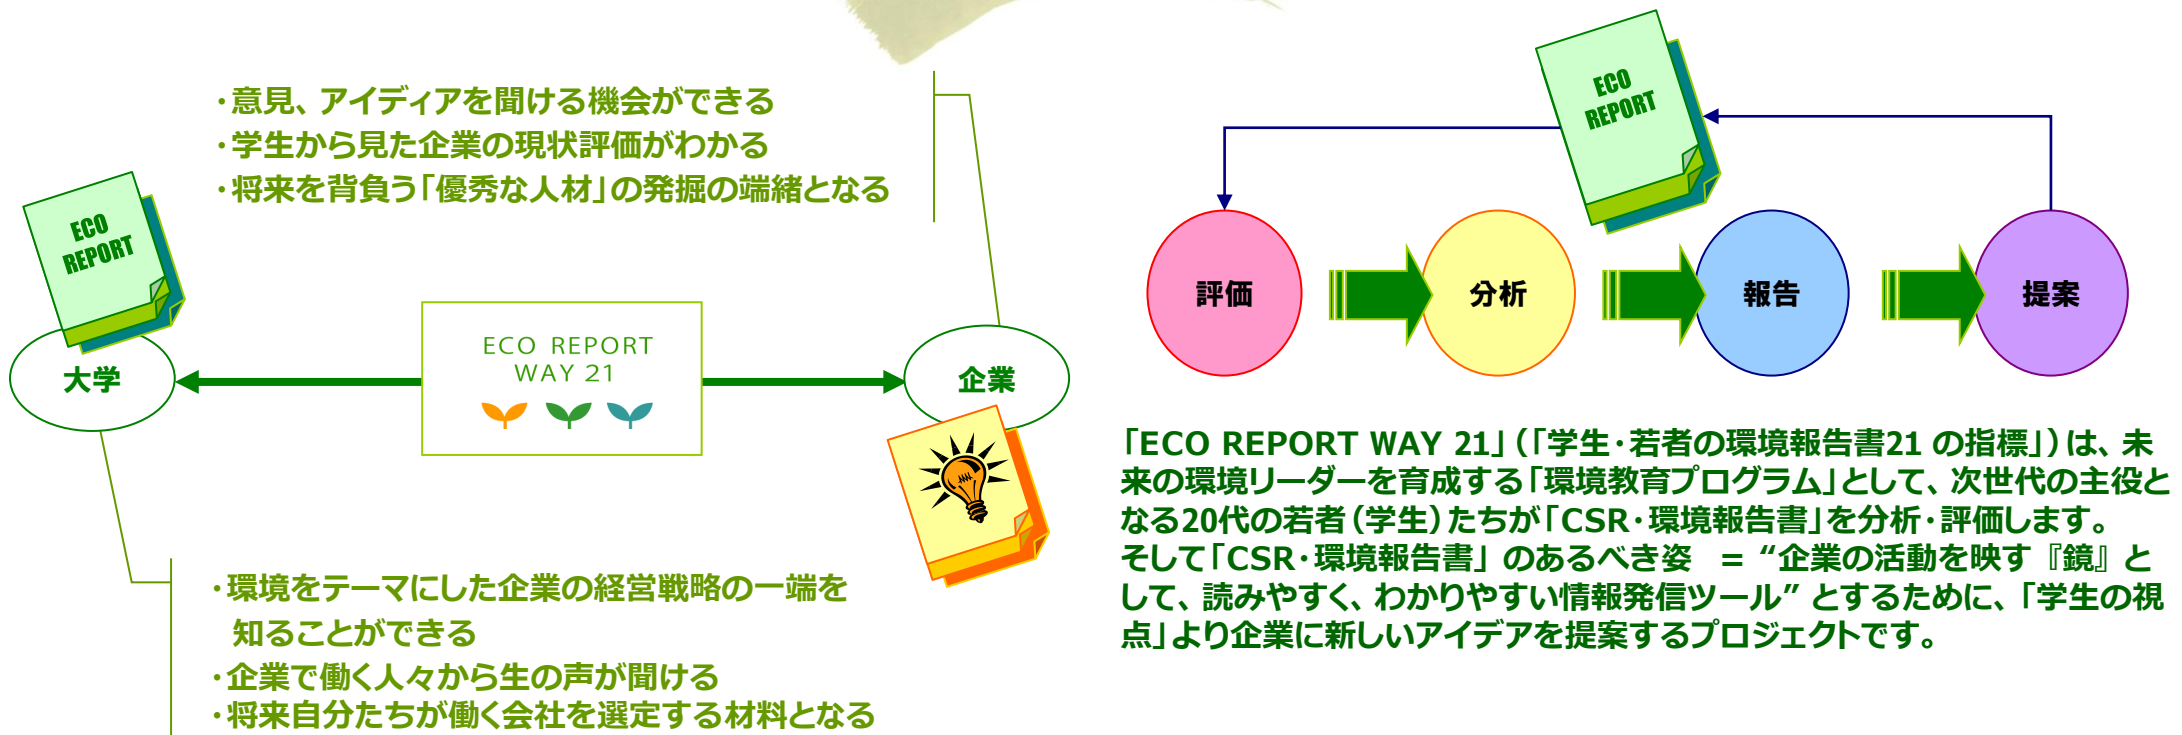 ・意見、アイディアを聞ける機会ができる
・学生から見た企業の現状評価がわかる
・将来を背負う「優秀な人材」の発掘の端緒となる
ECO
REPORT
大学
ECO REPORT
WAY 21
企業
・環境をテーマにした企業の経営戦略の一端を
知ることができる
・企業で働く人々から生の声が聞ける
・将来自分たちが働く会社を選定する材料となる
ECO
REPORT
評価
分析
報告
提案
「ECO REPORT WAY 21」（「学生・若者の環境報告書21 の指標」）は、未
来の環境リーダーを育成する「環境教育プログラム」として、次世代の主役と
なる20代の若者（学生）たちが「CSR・環境報告書」を分析・評価します。
そして「CSR・環境報告書」 のあるべき姿 = “企業の活動を映す『鏡』 と
して、読みやすく、わかりやすい情報発信ツール” とするために、「学生の視
点」より企業に新しいアイデアを提案するプロジェクトです。